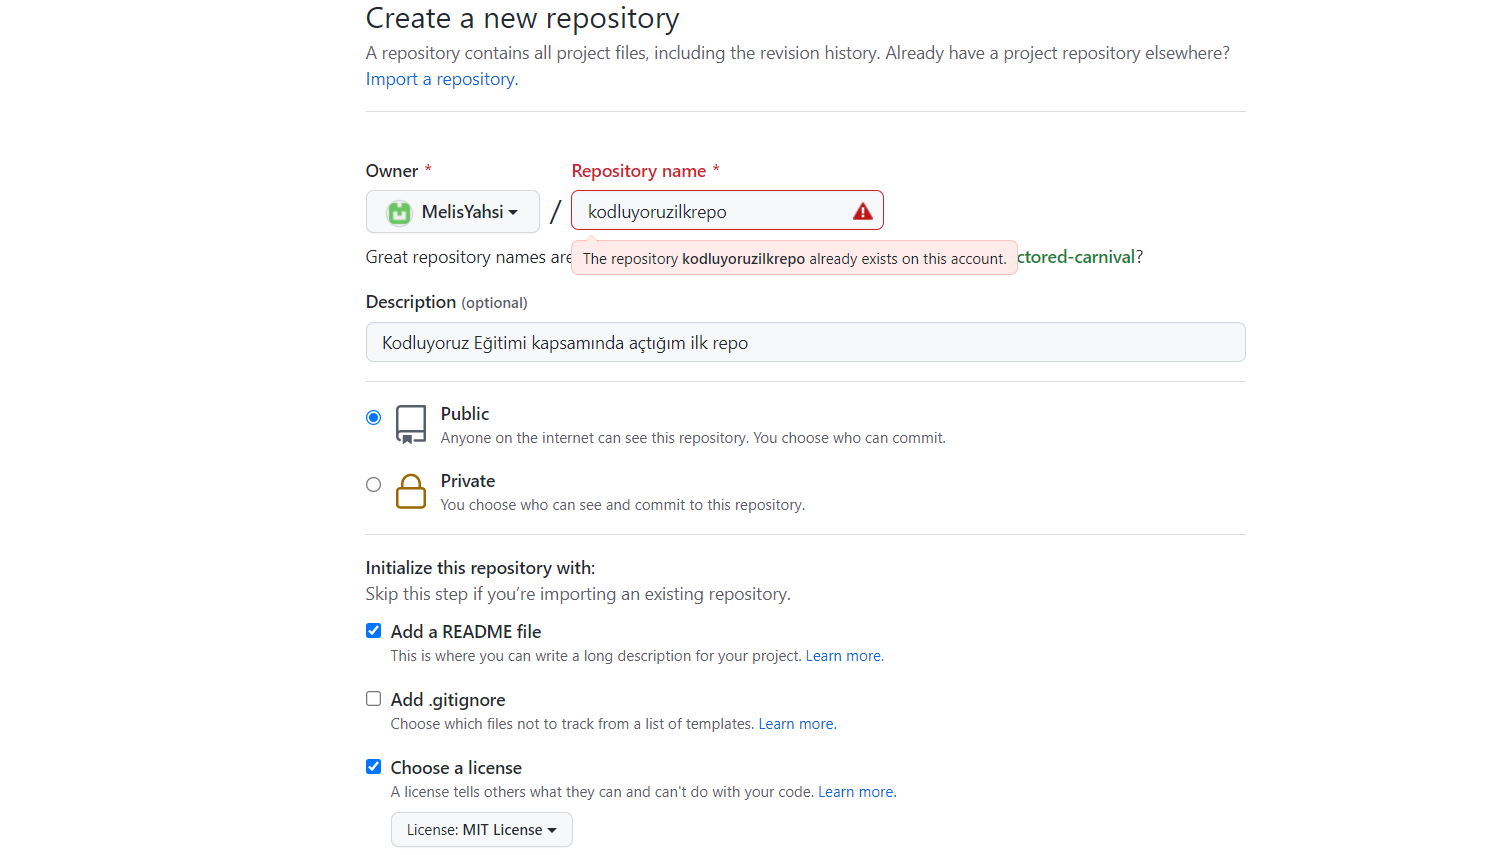 Create a new repository
A repository contains all project files, including the revision history. Already have a project repository elsewhere?
Import a repository.
Owner *
Repository name *
MelisYahsi
/
kodluyoruzilkrepo
Great repository names are
The repository kodluyoruzilkrepo already exists on this account.
ctored-carnival?
Description (optional)
Kodluyoruz Eğitimi kapsamında açtığım ilk repo
Public
Anyone on the internet can see this repository. You choose who can commit.
Private
You choose who can see and commit to this repository.
Initialize this repository with:
Skip this step if you’re importing an existing repository.
Add a README file
This is where you can write a long description for your project. Learn more.
Add .gitignore
Choose which files not to track from a list of templates. Learn more.
Choose a license
A license tells others what they can and can't do with your code. Learn more.
License: MIT License